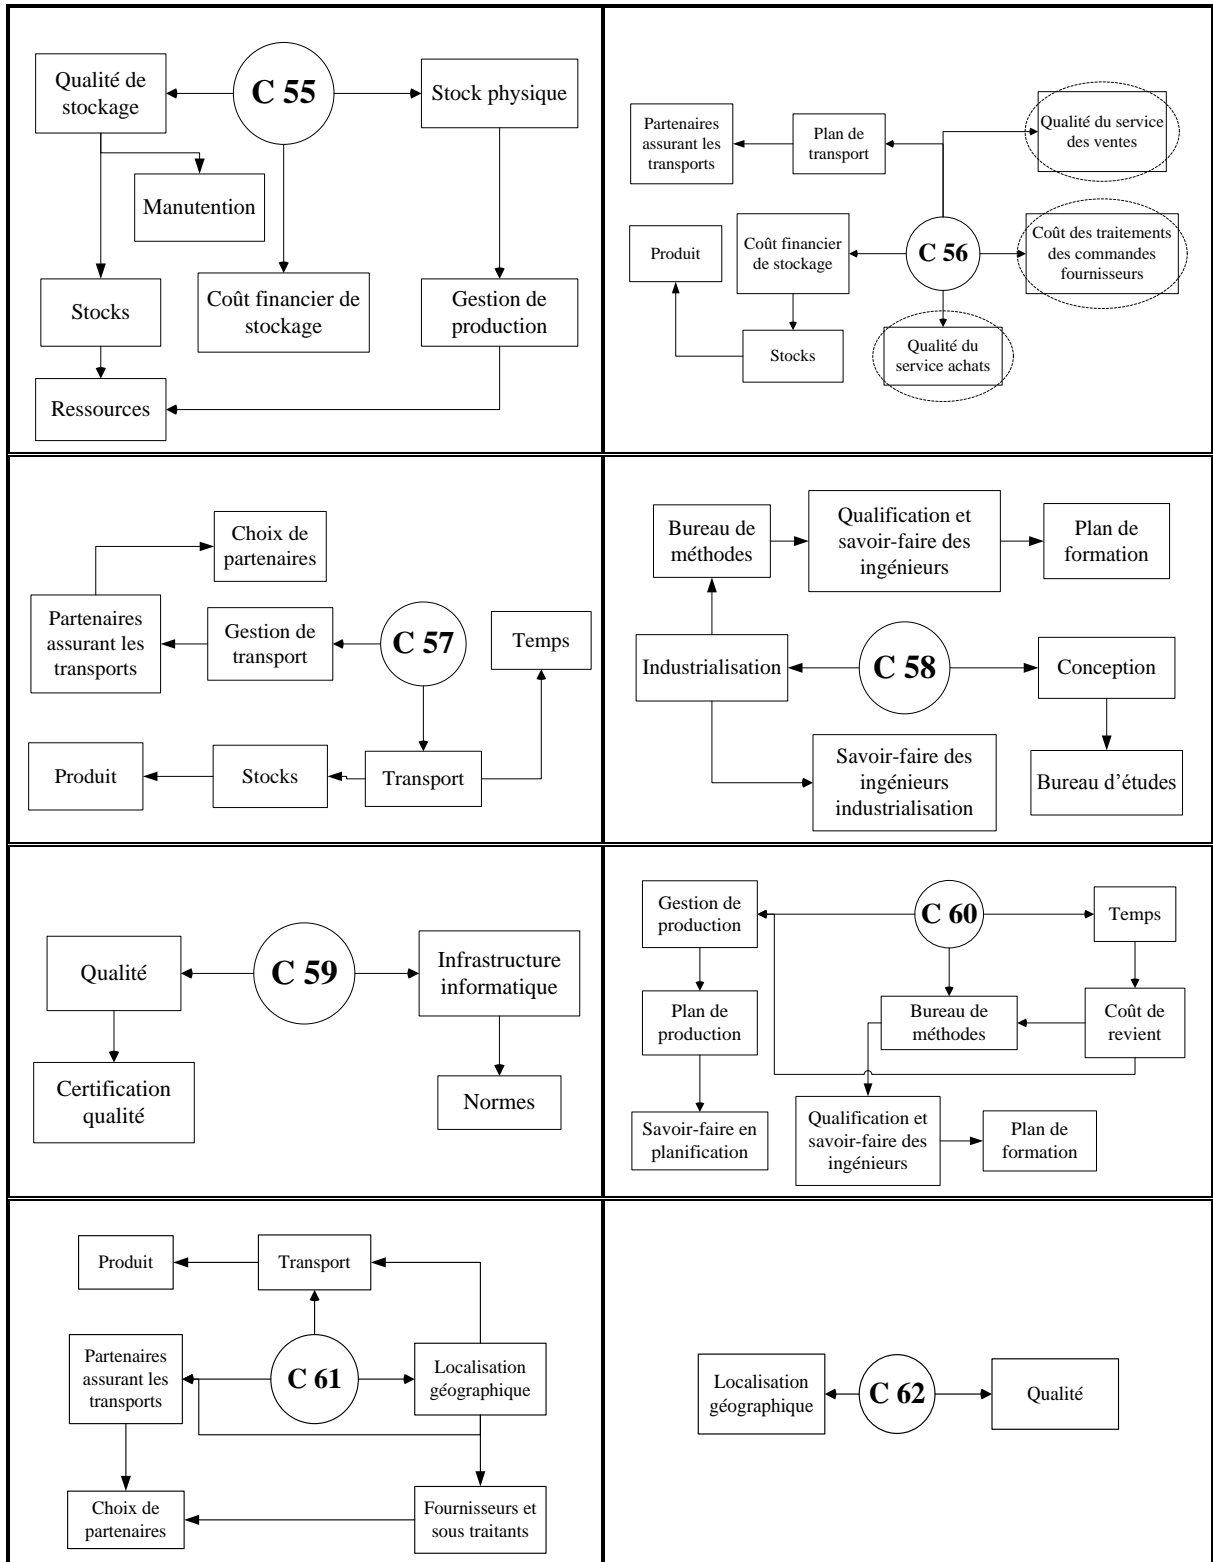 Qualité de
stockage
C 55
Stock physique
Manutention
Stocks
Coût financier de
stockage
Gestion de
production
Ressources
Partenaires
assurant les
transports
Plan de
transport
Qualité du service
des ventes
Produit
Coût financier
de stockage
C 56
Coût des traitements
des commandes
fournisseurs
Stocks
Qualité du
service achats
Choix de
partenaires
Partenaires
assurant les
transports
Gestion de
transport
C 57
Temps
Produit
Stocks
Transport
Bureau de
méthodes
Qualification et
savoir-faire des
ingénieurs
Plan de
formation
Industrialisation
C 58
Conception
Savoir-faire des
ingénieurs
industrialisation
Bureau d’études
Qualité
C 59
Infrastructure
informatique
Certification
qualité
Normes
Gestion de
production
C 60
Temps
Plan de
production
Bureau de
méthodes
Coût de
revient
Savoir-faire en
planification
Qualification et
savoir-faire des
ingénieurs
Plan de
formation
Produit
Transport
Partenaires
assurant les
transports
C 61
Localisation
géographique
Choix de
partenaires
Fournisseurs et
sous traitants
Localisation
géographique
C 62
Qualité